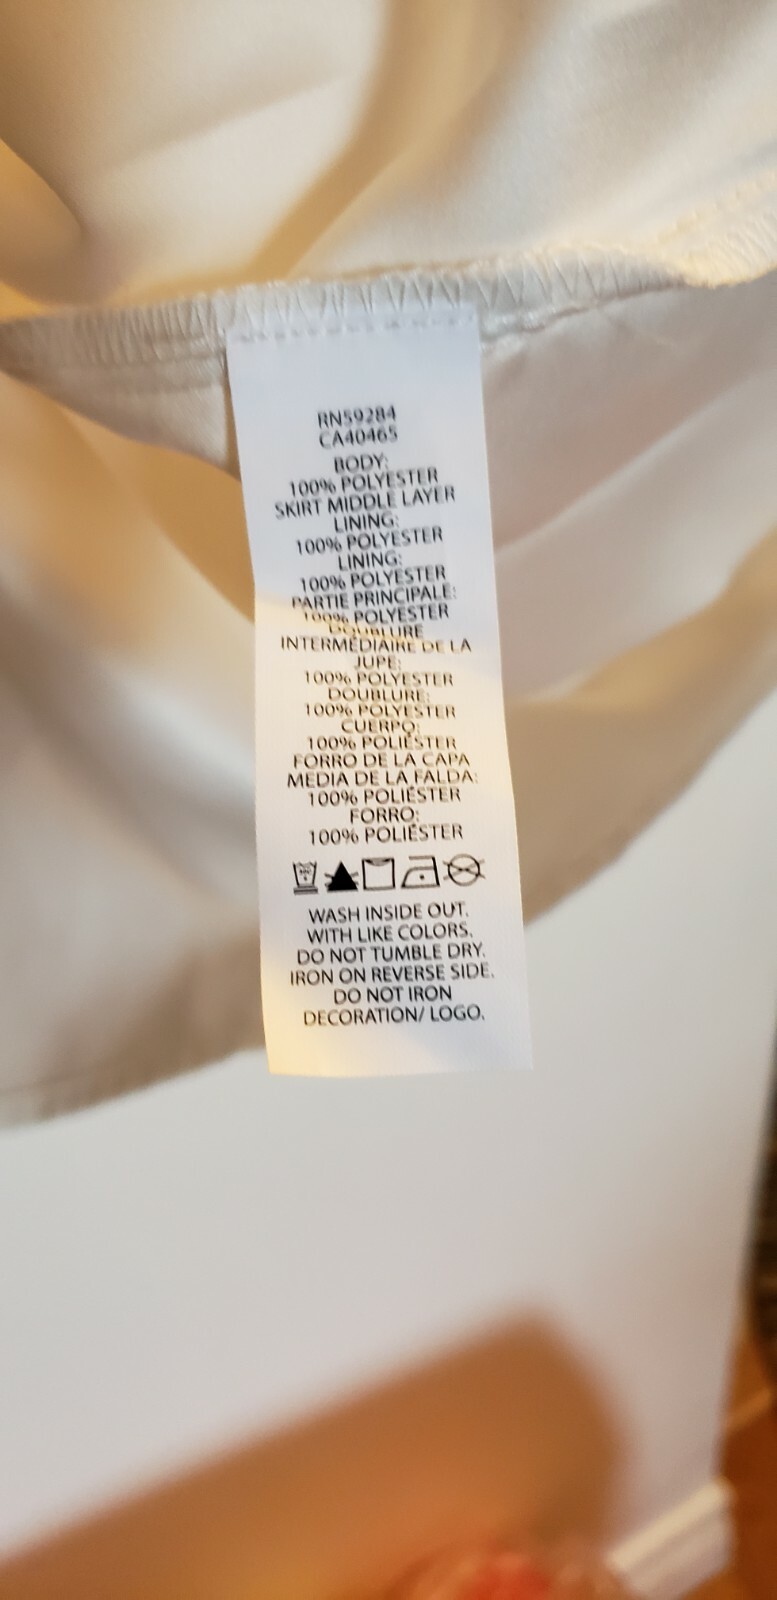 RN59284
CA40465
BODY:
100% POLYESTER
SKIRT MIDDLE LAYER
LINING:
100% POLYESTER
LINING:
100% POLYESTER
PARTIE PRINCIPALE:
100% POLYESTER
DOUBLURE
INTERMÉDIAIRE DE LA
JUPE:
100% POLYESTER
DOUBLURE:
100% POLYESTER
CUERPO:
100% POLIÉSTER
FORRO DE LA CAPA
MEDIA DE LA FALDA:
100% POLIÉSTER
FORRO:
100% POLIÉSTER
WASH INSIDE OUT.
WITH LIKE COLORS.
DO NOT TUMBLE DRY.
IRON ON REVERSE SIDE.
DO NOT IRON
DECORATION/ LOGO.